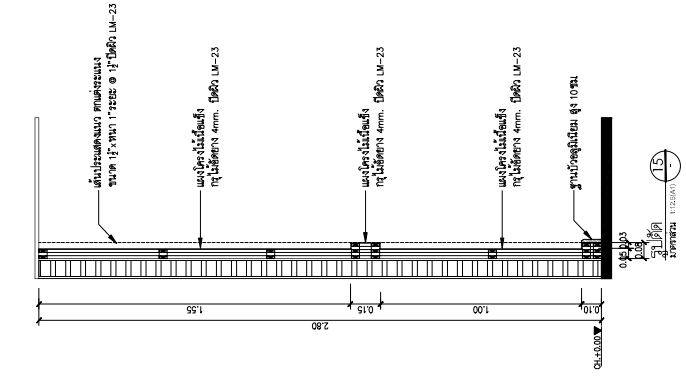 เส้นประแสดงแนว ตกแต่งระแนง
ขนาด 1½"x หนา 1" ระยะ @ 1½" ปิดผิว LM-23
แผงโครงไม้เนื้อแข็ง
กรุไม้อัดยาง 4mm. ปิดผิว LM-23
แผงโครงไม้เนื้อแข็ง
กรุไม้อัดยาง 4mm. ปิดผิว LM-23
แผงโครงไม้เนื้อแข็ง
กรุไม้อัดยาง 4mm. ปิดผิว LM-23
ฐานบัวอลูมิเนียม สูง 10 ซม
0.05 0.03
0.08
1.55
0.15
1.00
0.10
2.80
CH.+0.00
รูปตัด
มาตราส่วน 1:12.5(A1)
15
-